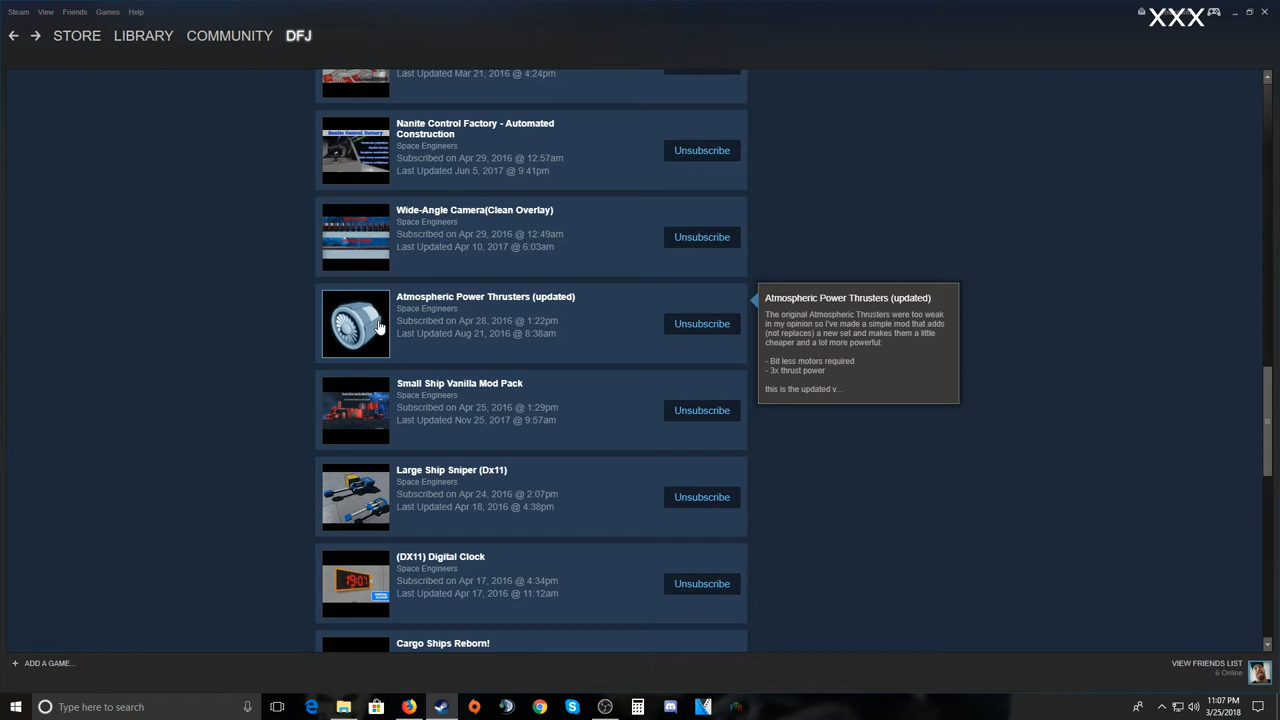 Steam View Friends Games Help
XXX
STORE LIBRARY COMMUNITY DFJ
Last Updated Mar 21, 2016 @ 4:24pm
Nanite Control Factory - Automated
Construction
Space Engineers
Subscribed on Apr 29, 2016 @ 12:57am
Last Updated Jun 5, 2017 @ 9:41pm
Unsubscribe
Wide-Angle Camera(Clean Overlay)
Space Engineers
Subscribed on Apr 29, 2016 @ 12:49am
Last Updated Apr 10, 2017 @ 6:03am
Unsubscribe
Atmospheric Power Thrusters (updated)
Space Engineers
Subscribed on Apr 28, 2016 @ 1:22pm
Last Updated Aug 21, 2016 @ 8:38am
Unsubscribe
Atmospheric Power Thrusters (updated)
The original Atmospheric Thrusters were too weak
in my opinion so I've made a simple mod that adds
(not replaces) a new set and makes them a little
cheaper and a lot more powerful:
- Bit less motors required
- 3x thrust power
this is the updated v...
Small Ship Vanilla Mod Pack
Space Engineers
Subscribed on Apr 25, 2016 @ 1:29pm
Last Updated Nov 25, 2017 @ 9:57am
Unsubscribe
Large Ship Sniper (Dx11)
Space Engineers
Subscribed on Apr 24, 2016 @ 2:07pm
Last Updated Apr 18, 2016 @ 4:38pm
Unsubscribe
(DX11) Digital Clock
Space Engineers
Subscribed on Apr 17, 2016 @ 4:34pm
Last Updated Apr 17, 2016 @ 11:12am
Unsubscribe
Cargo Ships Reborn!
+ ADD A GAME...
VIEW FRIENDS LIST
6 Online
Type here to search
11:07 PM
3/25/2018